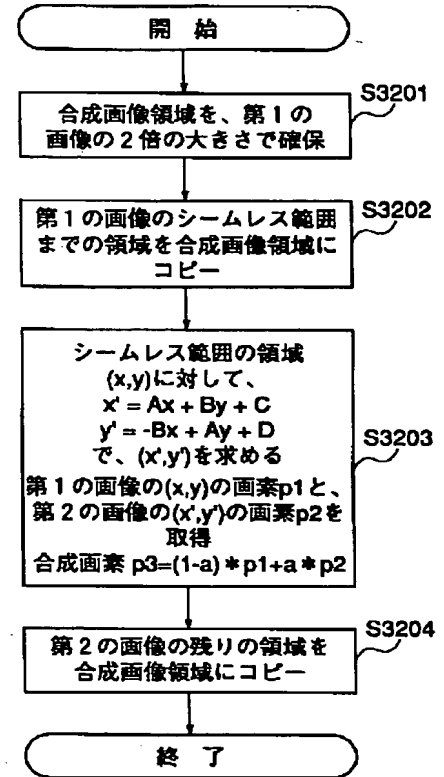 開 始
S3201
合成画像領域を、第1の
画像の2倍の大きさで確保
S3202
第1の画像のシームレス範囲
までの領域を合成画像領域に
コピー
シームレス範囲の領域
(x,y)に対して、
x' = Ax + By + C
y' = -Bx + Ay + D
で、(x',y')を求める
S3203
第1の画像の(x,y)の画素p1と、
第2の画像の(x',y')の画素p2を
取得
合成画素 p3=(1-a)*p1+a*p2
S3204
第2の画像の残りの領域を
合成画像領域にコピー
終 了